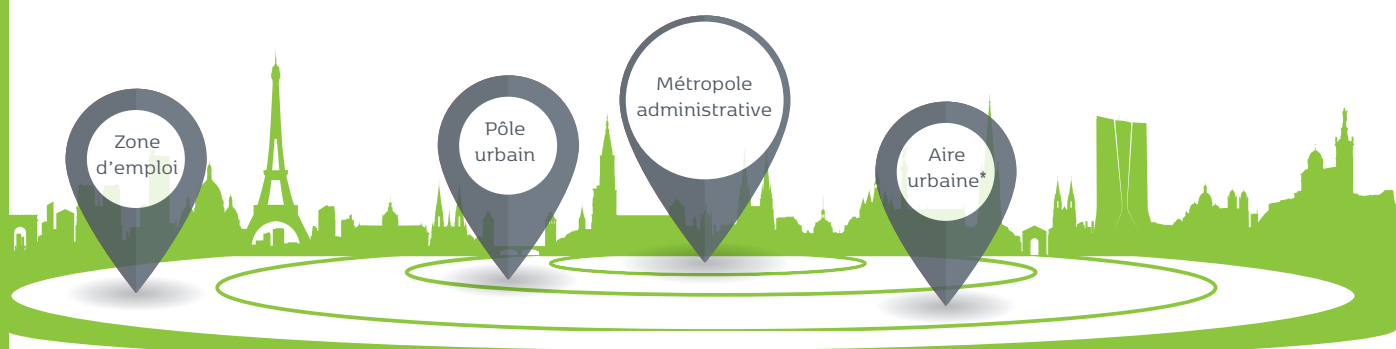 Zone
d'emploi
Pôle
urbain
Métropole
administrative
Aire
urbaine*